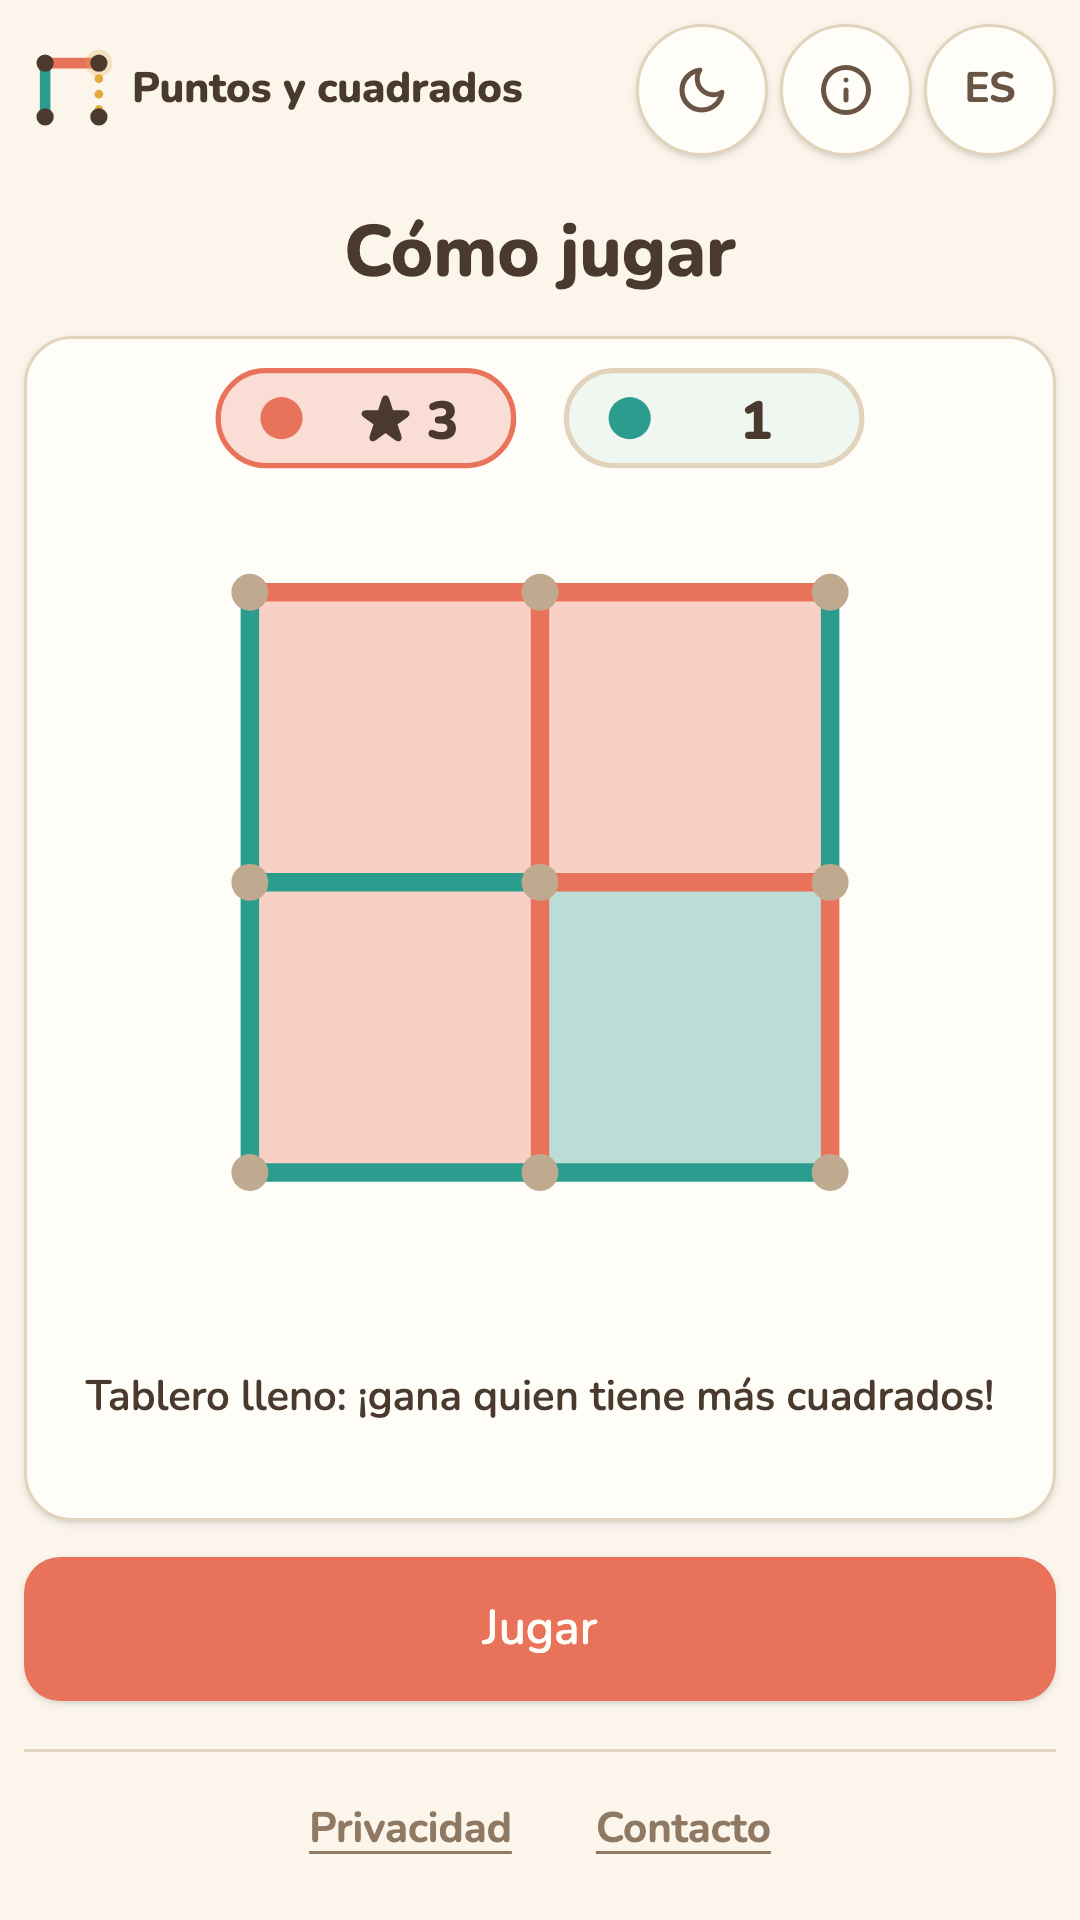 Puntos y cuadrados
ES
Cómo jugar
★ 3
1
Tablero lleno: ¡gana quien tiene más cuadrados!
Jugar
Privacidad
Contacto